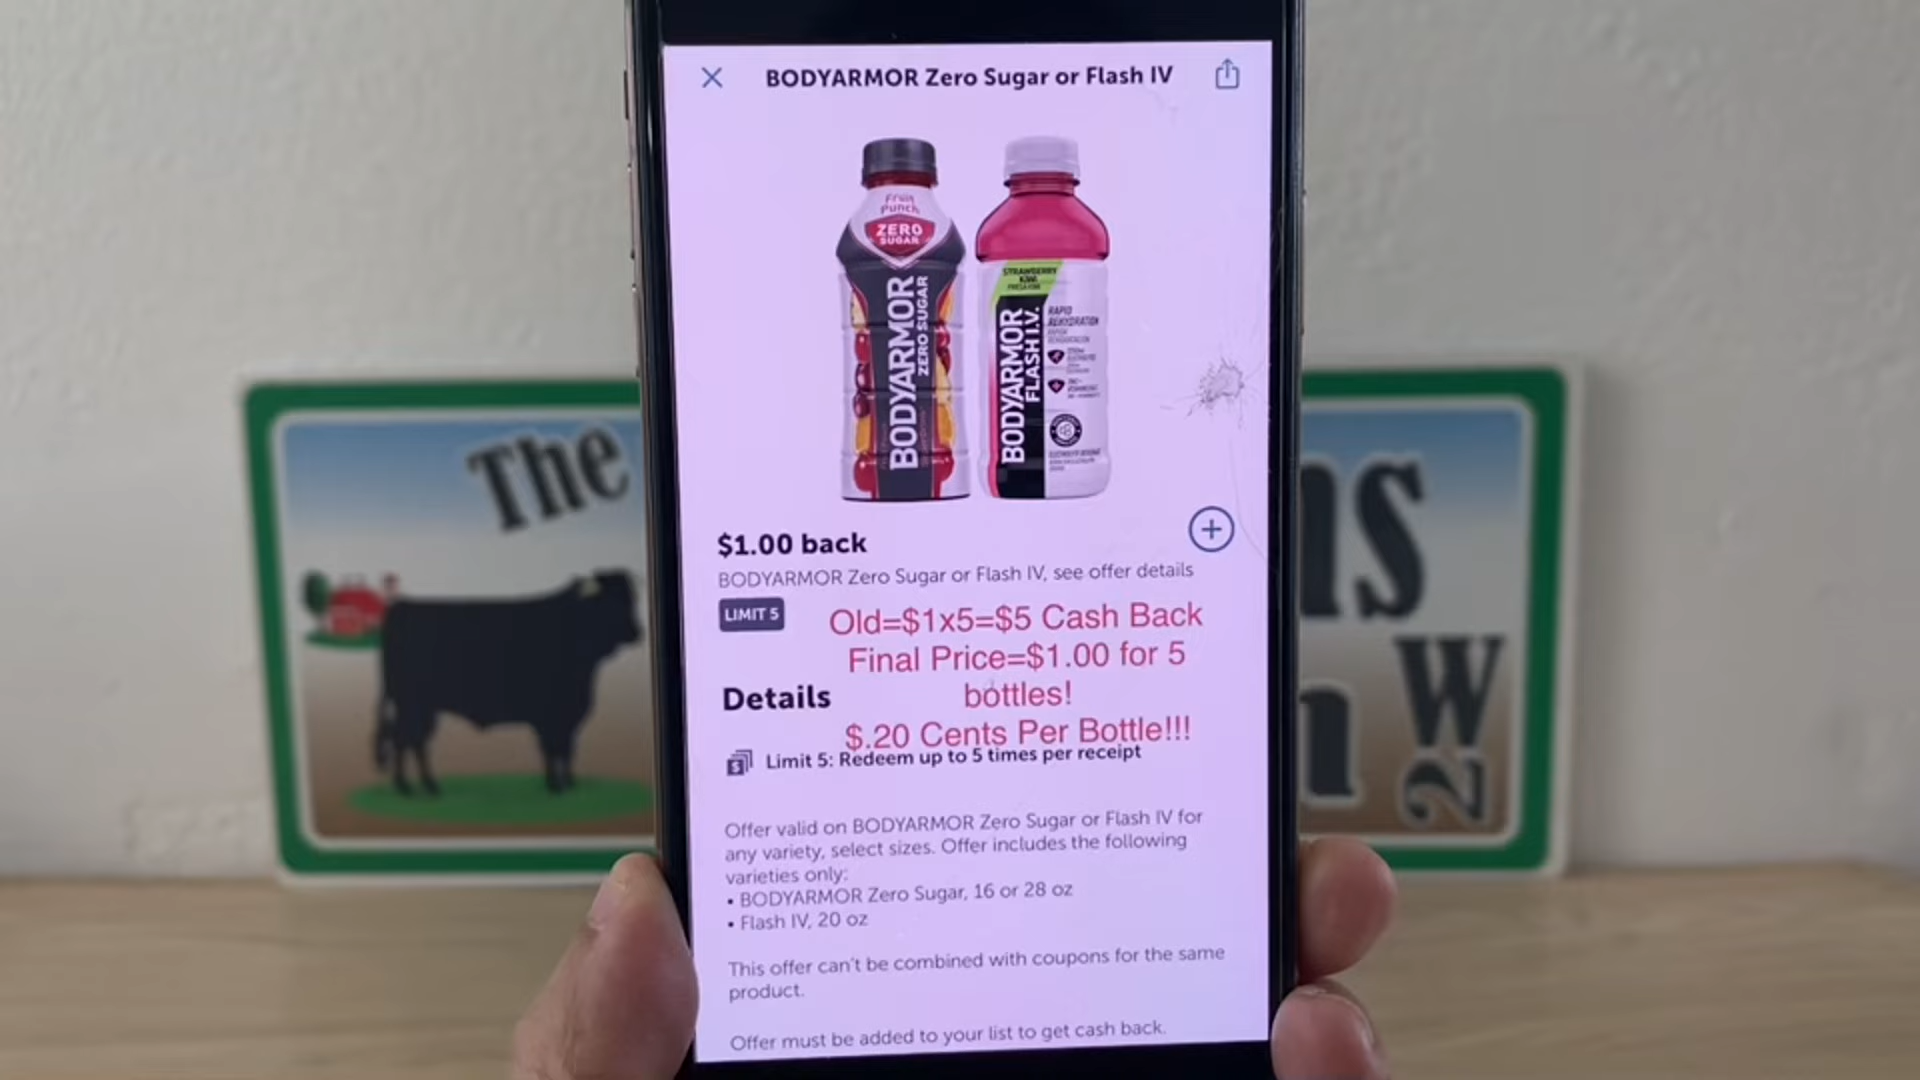 BODYARMOR Zero Sugar or Flash IV
Fruit
Punch
ZERO
SUGAR
BODYARMOR
ZERO SUGAR
STRAWBERRY
KIWI
BODYARMOR
FLASH I.V.
RAPID
REHYDRATION
The
ns
n
W
2
$1.00 back
BODYARMOR Zero Sugar or Flash IV, see offer details
LIMIT 5
Old=$1x5=$5 Cash Back
Final Price=$1.00 for 5
bottles!
$.20 Cents Per Bottle!!!
Details
Limit 5: Redeem up to 5 times per receipt
Offer valid on BODYARMOR Zero Sugar or Flash IV for
any variety, select sizes. Offer includes the following
varieties only:
• BODYARMOR Zero Sugar, 16 or 28 oz
• Flash IV, 20 oz
This offer can't be combined with coupons for the same
product.
Offer must be added to your list to get cash back.